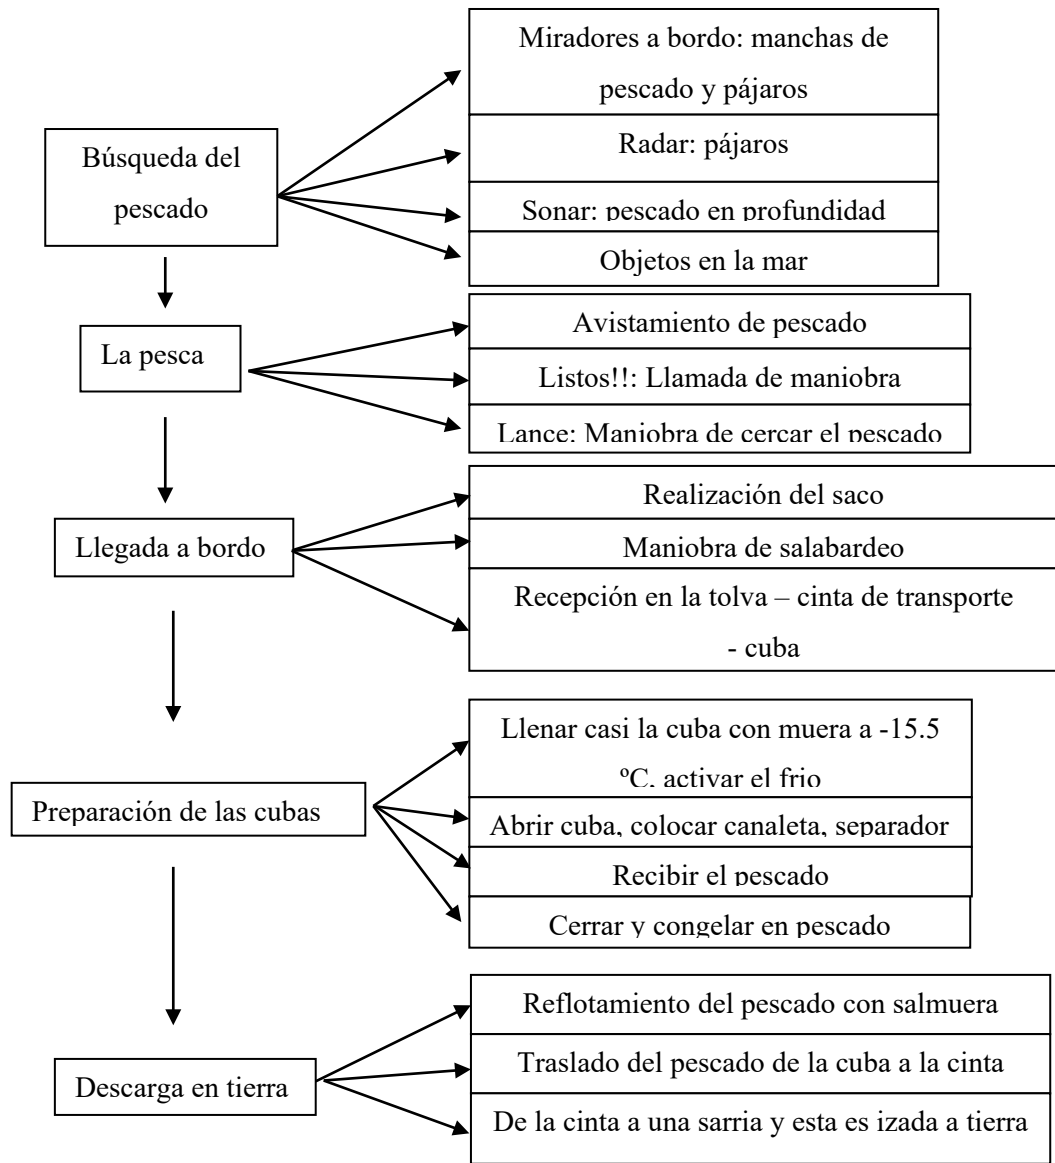 Miradores a bordo: manchas de
pescado y pájaros
Búsqueda del
pescado
Radar: pájaros
Sonar: pescado en profundidad
Objetos en la mar
La pesca
Avistamiento de pescado
Listos!!: Llamada de maniobra
Lance: Maniobra de cercar el pescado
Llegada a bordo
Realización del saco
Maniobra de salabardeo
Recepción en la tolva – cinta de transporte
- cuba
Preparación de las cubas
Llenar casi la cuba con muera a -15.5
ºC, activar el frio
Abrir cuba, colocar canaleta, separador
Recibir el pescado
Cerrar y congelar en pescado
Descarga en tierra
Reflotamiento del pescado con salmuera
Traslado del pescado de la cuba a la cinta
De la cinta a una sarria y esta es izada a tierra